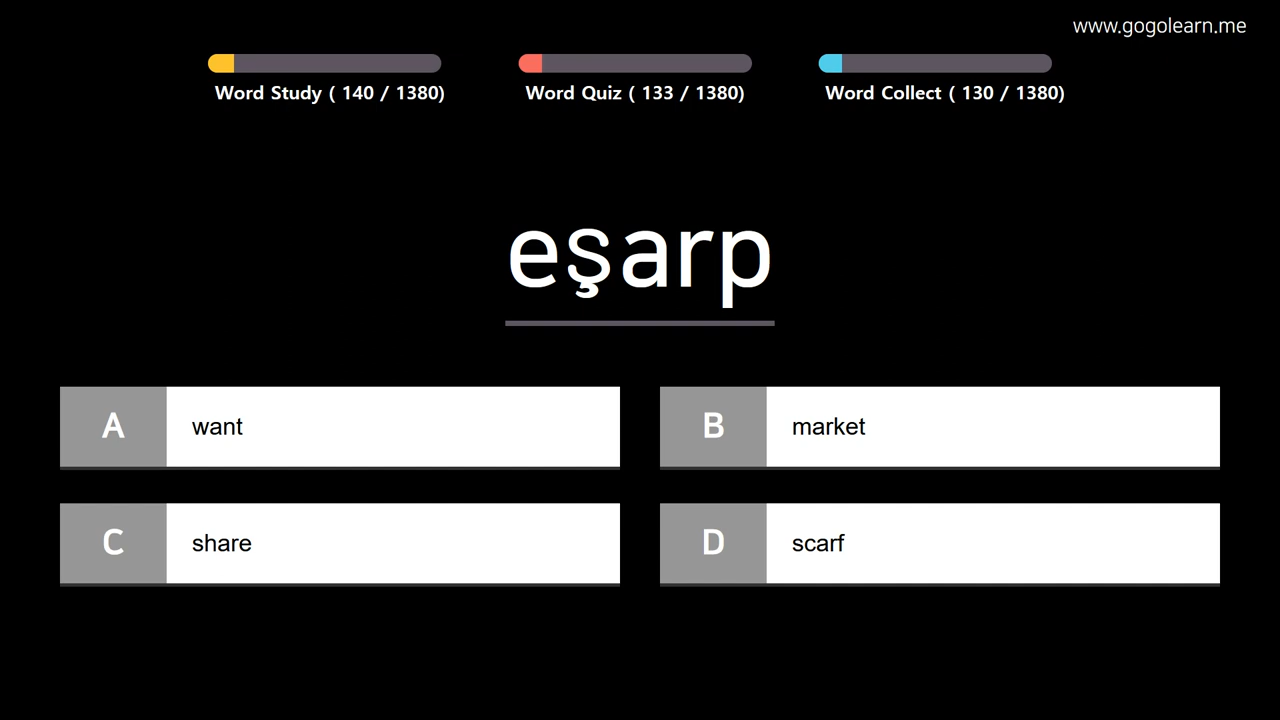 www.gogolearn.me
Word Study ( 140 / 1380)
Word Quiz ( 133 / 1380)
Word Collect ( 130 / 1380)
eşarp
A want
B market
C share
D scarf